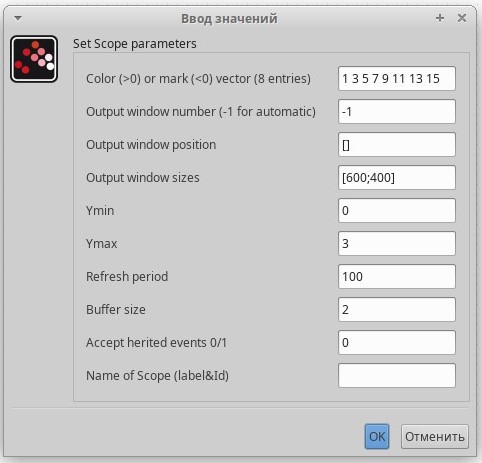 Ввод значений
Set Scope parameters
Color (>0) or mark (<0) vector (8 entries) 1 3 5 7 9 11 13 15
Output window number (-1 for automatic) -1
Output window position []
Output window sizes [600;400]
Ymin 0
Ymax 3
Refresh period 100
Buffer size 2
Accept herited events 0/1 0
Name of Scope (label&Id)
OK Отменить